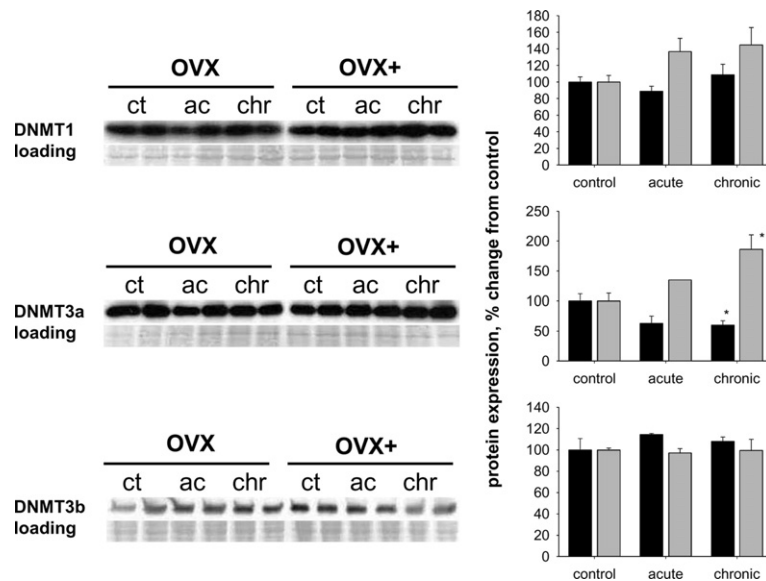 OVX OVX+
ct ac chr ct ac chr
DNMT1
loading
180
160
140
120
100
80
60
40
20
0
control acute chronic
OVX OVX+
ct ac chr ct ac chr
DNMT3a
loading
250
200
150
100
50
0
* *
control acute chronic
OVX OVX+
ct ac chr ct ac chr
DNMT3b
loading
140
120
100
80
60
40
20
0
control acute chronic
protein expression, % change from control